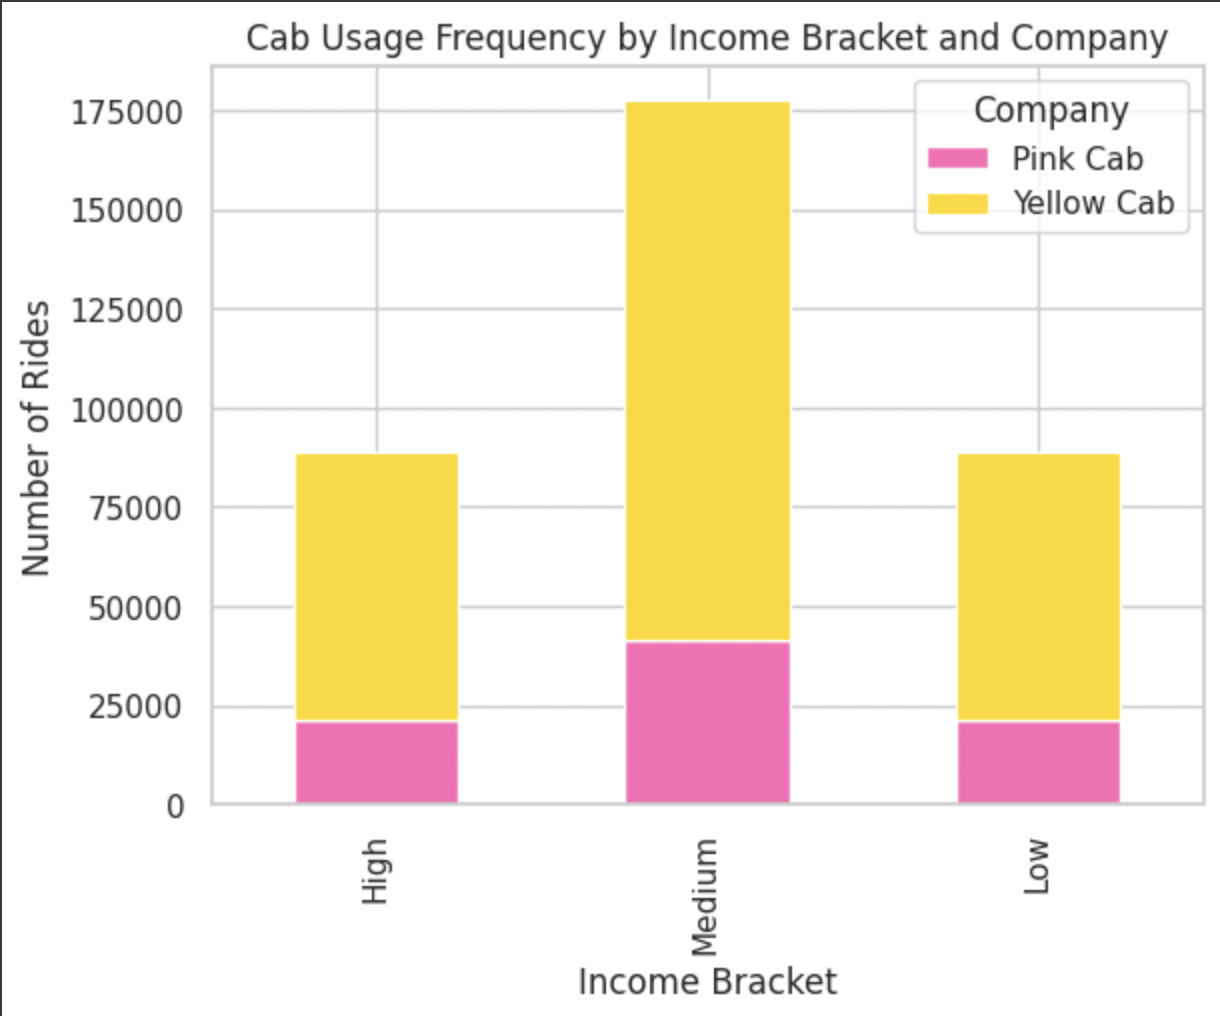 Cab Usage Frequency by Income Bracket and Company
Company
Pink Cab
Yellow Cab
Number of Rides
175000
150000
125000
100000
75000
50000
25000
0
High
Medium
Low
Income Bracket